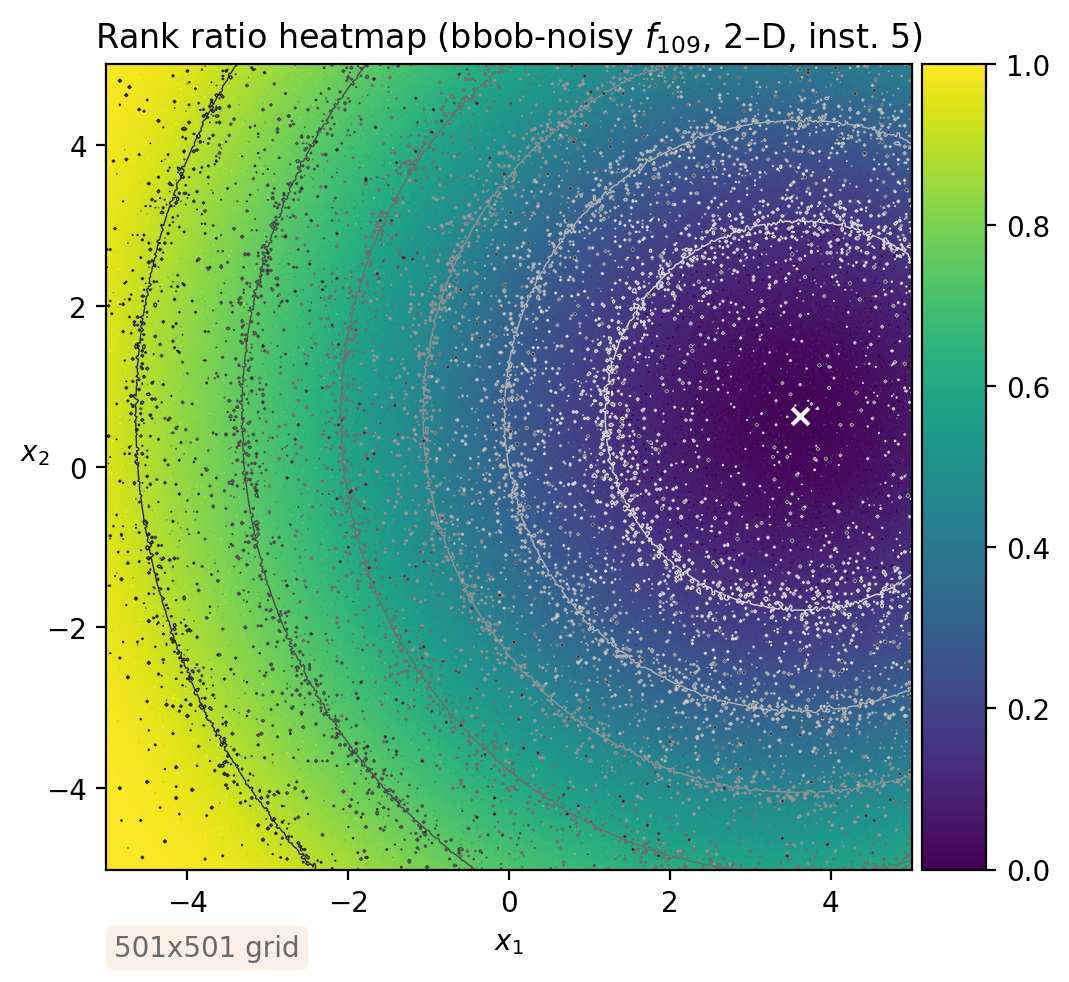 Rank ratio heatmap (bbob-noisy f₁₀₉, 2–D, inst. 5)
1.0
0.8
0.6
0.4
0.2
0.0
4
2
0
−2
−4
x₂
−4 −2 0 2 4
x₁
501x501 grid